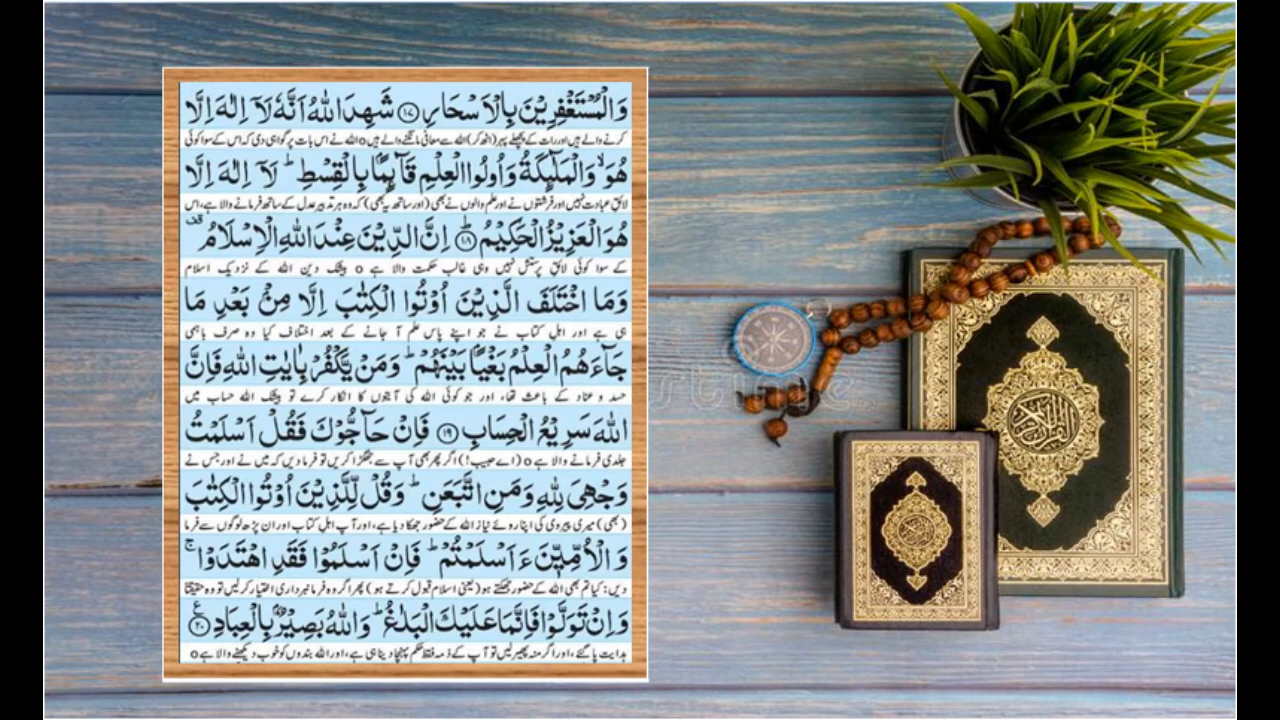 وَالْمُسْتَغْفِرِيْنَ بِالْاَسْحَارِ ۝۱۷ شَهِدَ اللّٰهُ اَنَّهٗ لَاۤ اِلٰهَ اِلَّا
کرنے والے ہیں اور رات کے پچھلے پہر (اٹھ کر) اللہ سے معافی مانگنے والے ہیں o اللہ نے اس بات پر گواہی دی کہ اس کے سوا کوئی
هُوَ ۙ وَالْمَلٰٓئِكَةُ وَاُولُوا الْعِلْمِ قَآئِمًۢا بِالْقِسْطِ ؕ لَاۤ اِلٰهَ اِلَّا
لائقِ عبادت نہیں اور فرشتوں نے اور علم والوں نے بھی (اور ساتھ یہ بھی) کہ وہ ہر تدبیر عدل کے ساتھ فرمانے والا ہے، اس
هُوَ الْعَزِيْزُ الْحَكِيْمُ ؕ۝۱۸ اِنَّ الدِّيْنَ عِنْدَ اللّٰهِ الْاِسْلَامُ ۫
کے سوا کوئی لائقِ پرستش نہیں وہی غالب حکمت والا ہے o بیشک دین اللہ کے نزدیک اسلام
وَمَا اخْتَلَفَ الَّذِيْنَ اُوْتُوا الْكِتٰبَ اِلَّا مِنْۢ بَعْدِ مَا
ہی ہے اور اہلِ کتاب نے جو اپنے پاس علم آ جانے کے بعد اختلاف کیا وہ صرف باہمی
جَآءَهُمُ الْعِلْمُ بَغْيًۢا بَيْنَهُمْ ؕ وَمَنْ يَّكْفُرْ بِاٰيٰتِ اللّٰهِ فَاِنَّ
حسد و عناد کے باعث تھا، اور جو کوئی اللہ کی آیتوں کا انکار کرے تو بیشک اللہ حساب میں
اللّٰهَ سَرِيْعُ الْحِسَابِ ۝۱۹ فَاِنْ حَآجُّوْكَ فَقُلْ اَسْلَمْتُ
جلدی فرمانے والا ہے o (اے حبیب!) اگر پھر بھی آپ سے جھگڑا کریں تو فرما دیں کہ میں نے اور جس نے
وَجْهِيَ لِلّٰهِ وَمَنِ اتَّبَعَنِ ؕ وَقُلْ لِّلَّذِيْنَ اُوْتُوا الْكِتٰبَ
(بھی) میری پیروی کی اپنا روئے نیاز اللہ کے حضور جھکا دیا ہے، اور آپ اہلِ کتاب اور ان پڑھ لوگوں سے فرما
وَالْاُمِّيّٖنَ ءَاَسْلَمْتُمْ ؕ فَاِنْ اَسْلَمُوْا فَقَدِ اهْتَدَوْا ۚ
دیں: کیا تم بھی اللہ کے حضور جھکتے ہو (یعنی اسلام قبول کرتے ہو) پھر اگر وہ فرمانبرداری اختیار کر لیں تو وہ حقیقتًا
وَاِنْ تَوَلَّوْا فَاِنَّمَا عَلَيْكَ الْبَلٰغُ ؕ وَاللّٰهُ بَصِيْرٌۢ بِالْعِبَادِ ۝۲۰
ہدایت پا گئے، اور اگر منہ پھیر لیں تو آپ کے ذمہ فقط حکم پہنچا دینا ہی ہے، اور اللہ بندوں کو خوب دیکھنے والا ہے o